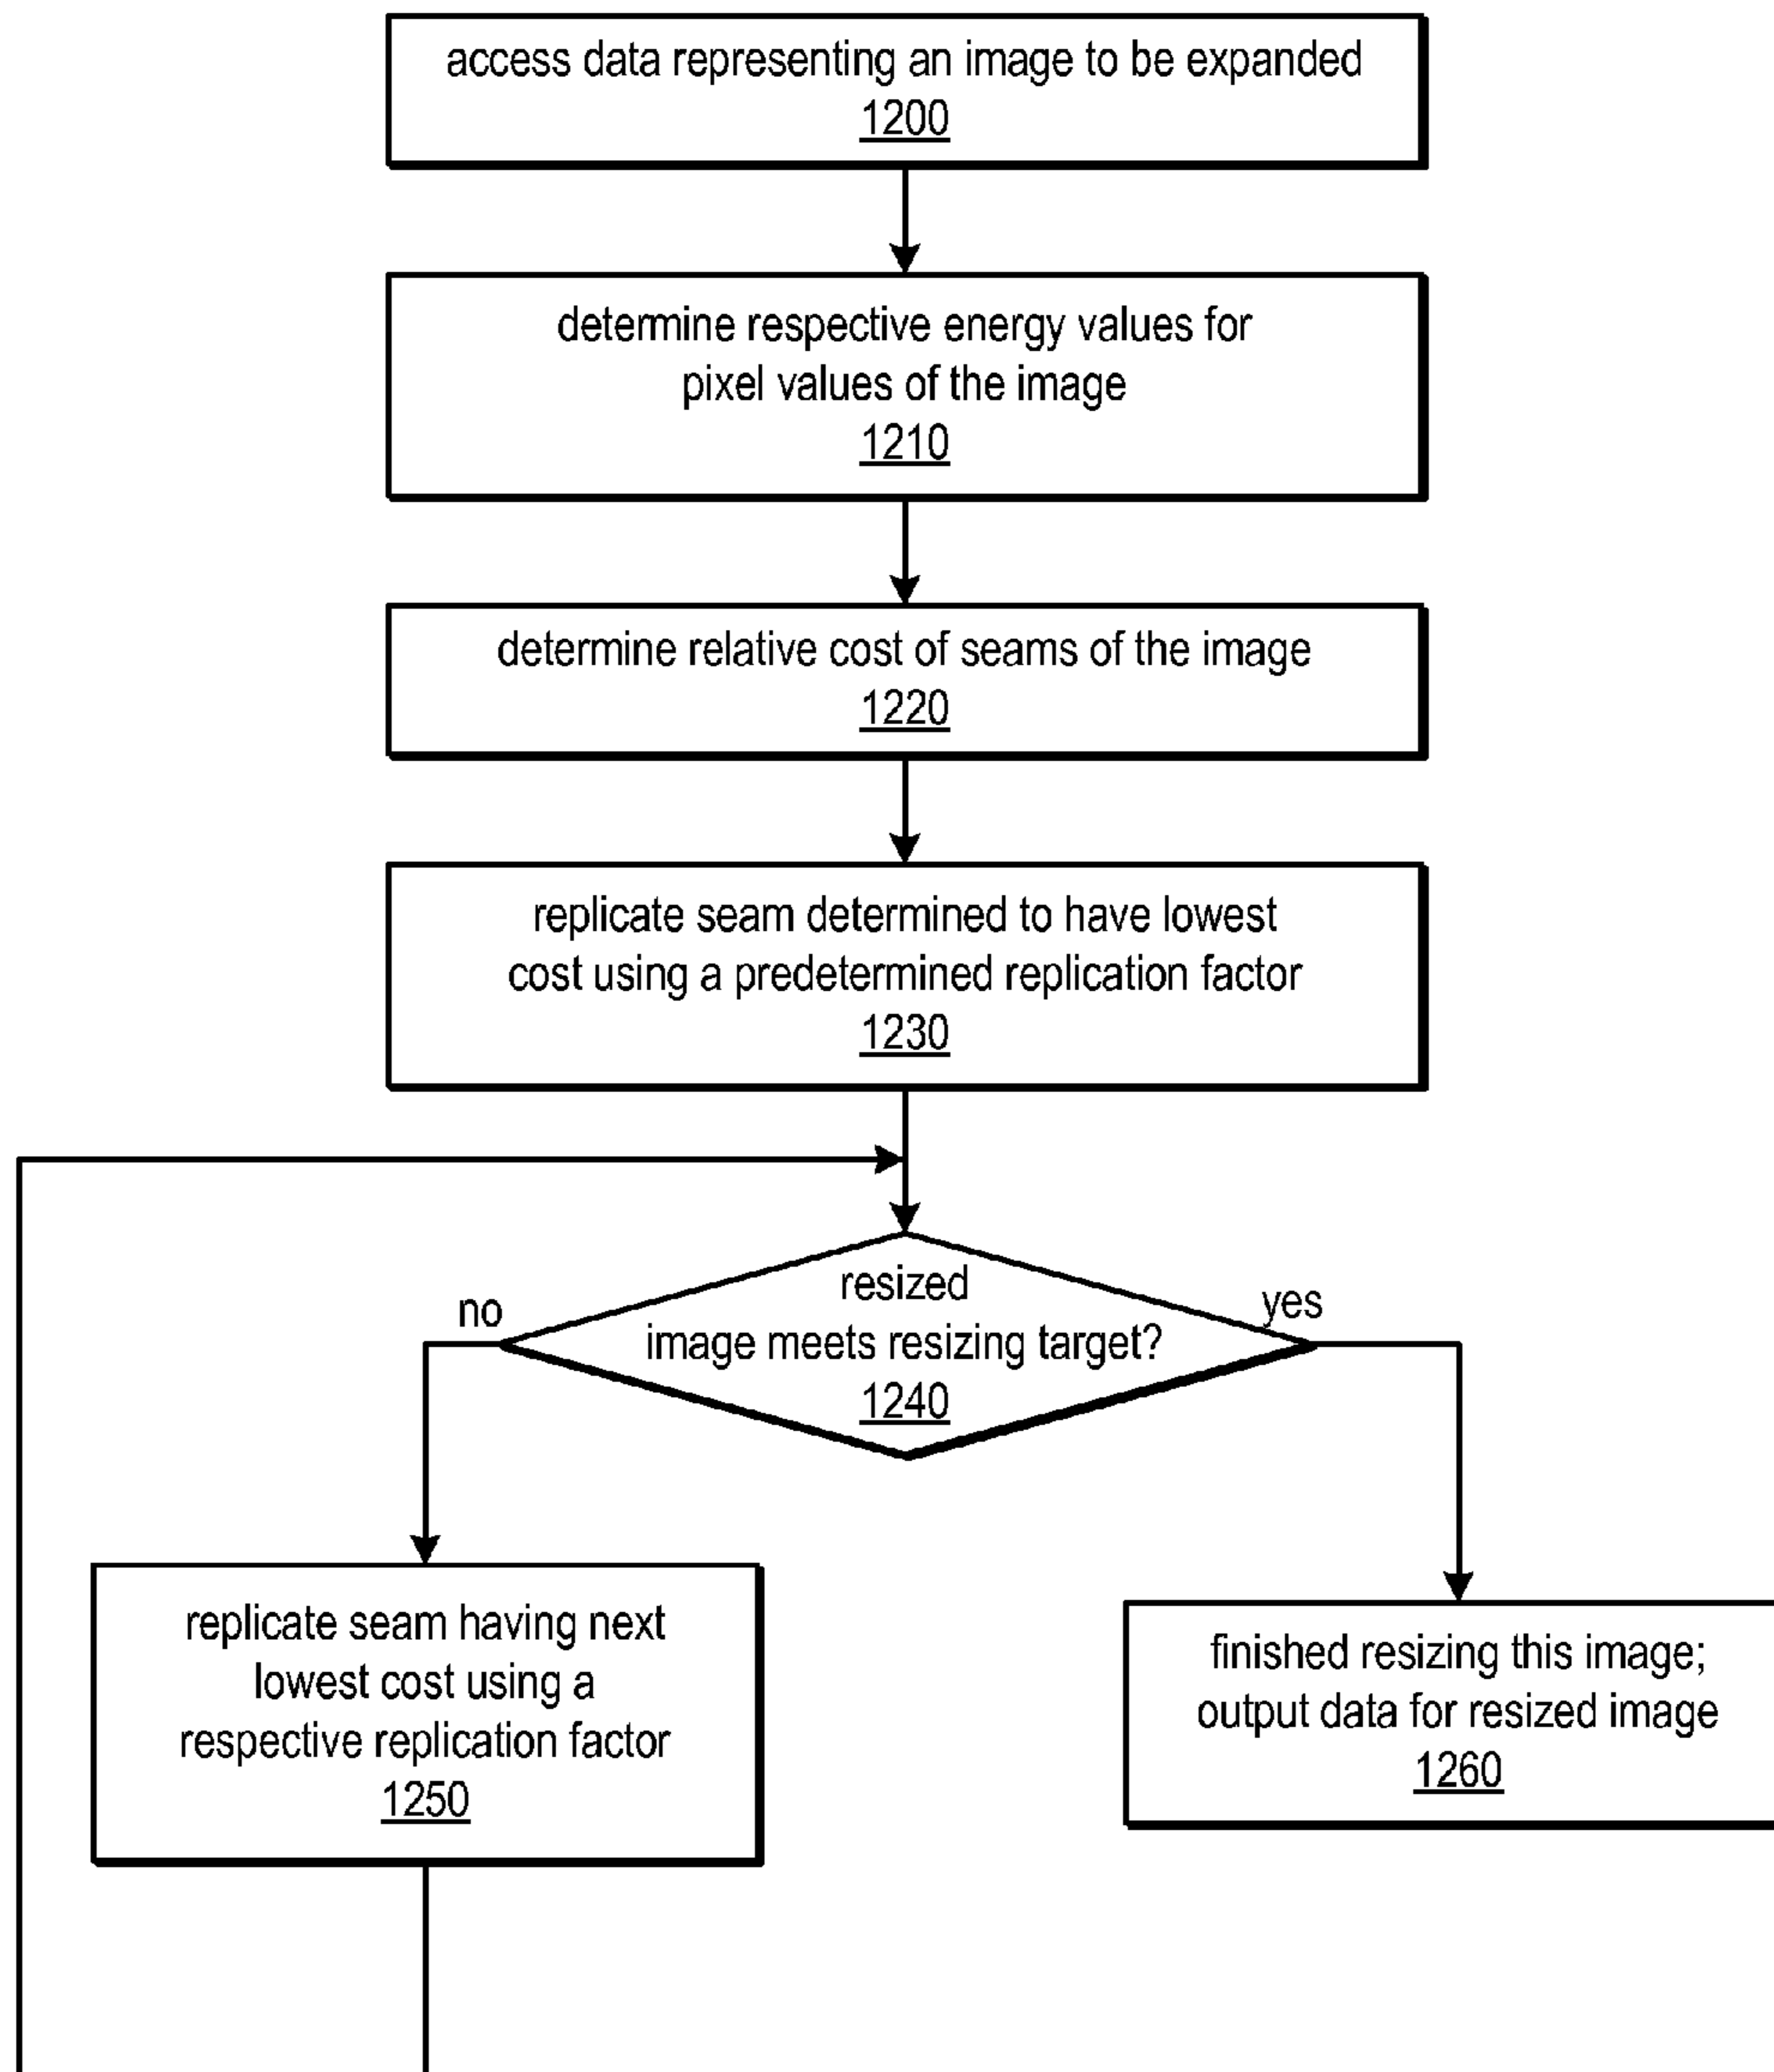 access data representing an image to be expanded
1200
determine respective energy values for
pixel values of the image
1210
determine relative cost of seams of the image
1220
replicate seam determined to have lowest
cost using a predetermined replication factor
1230
resized
image meets resizing target?
1240
no
yes
replicate seam having next
lowest cost using a
respective replication factor
1250
finished resizing this image;
output data for resized image
1260